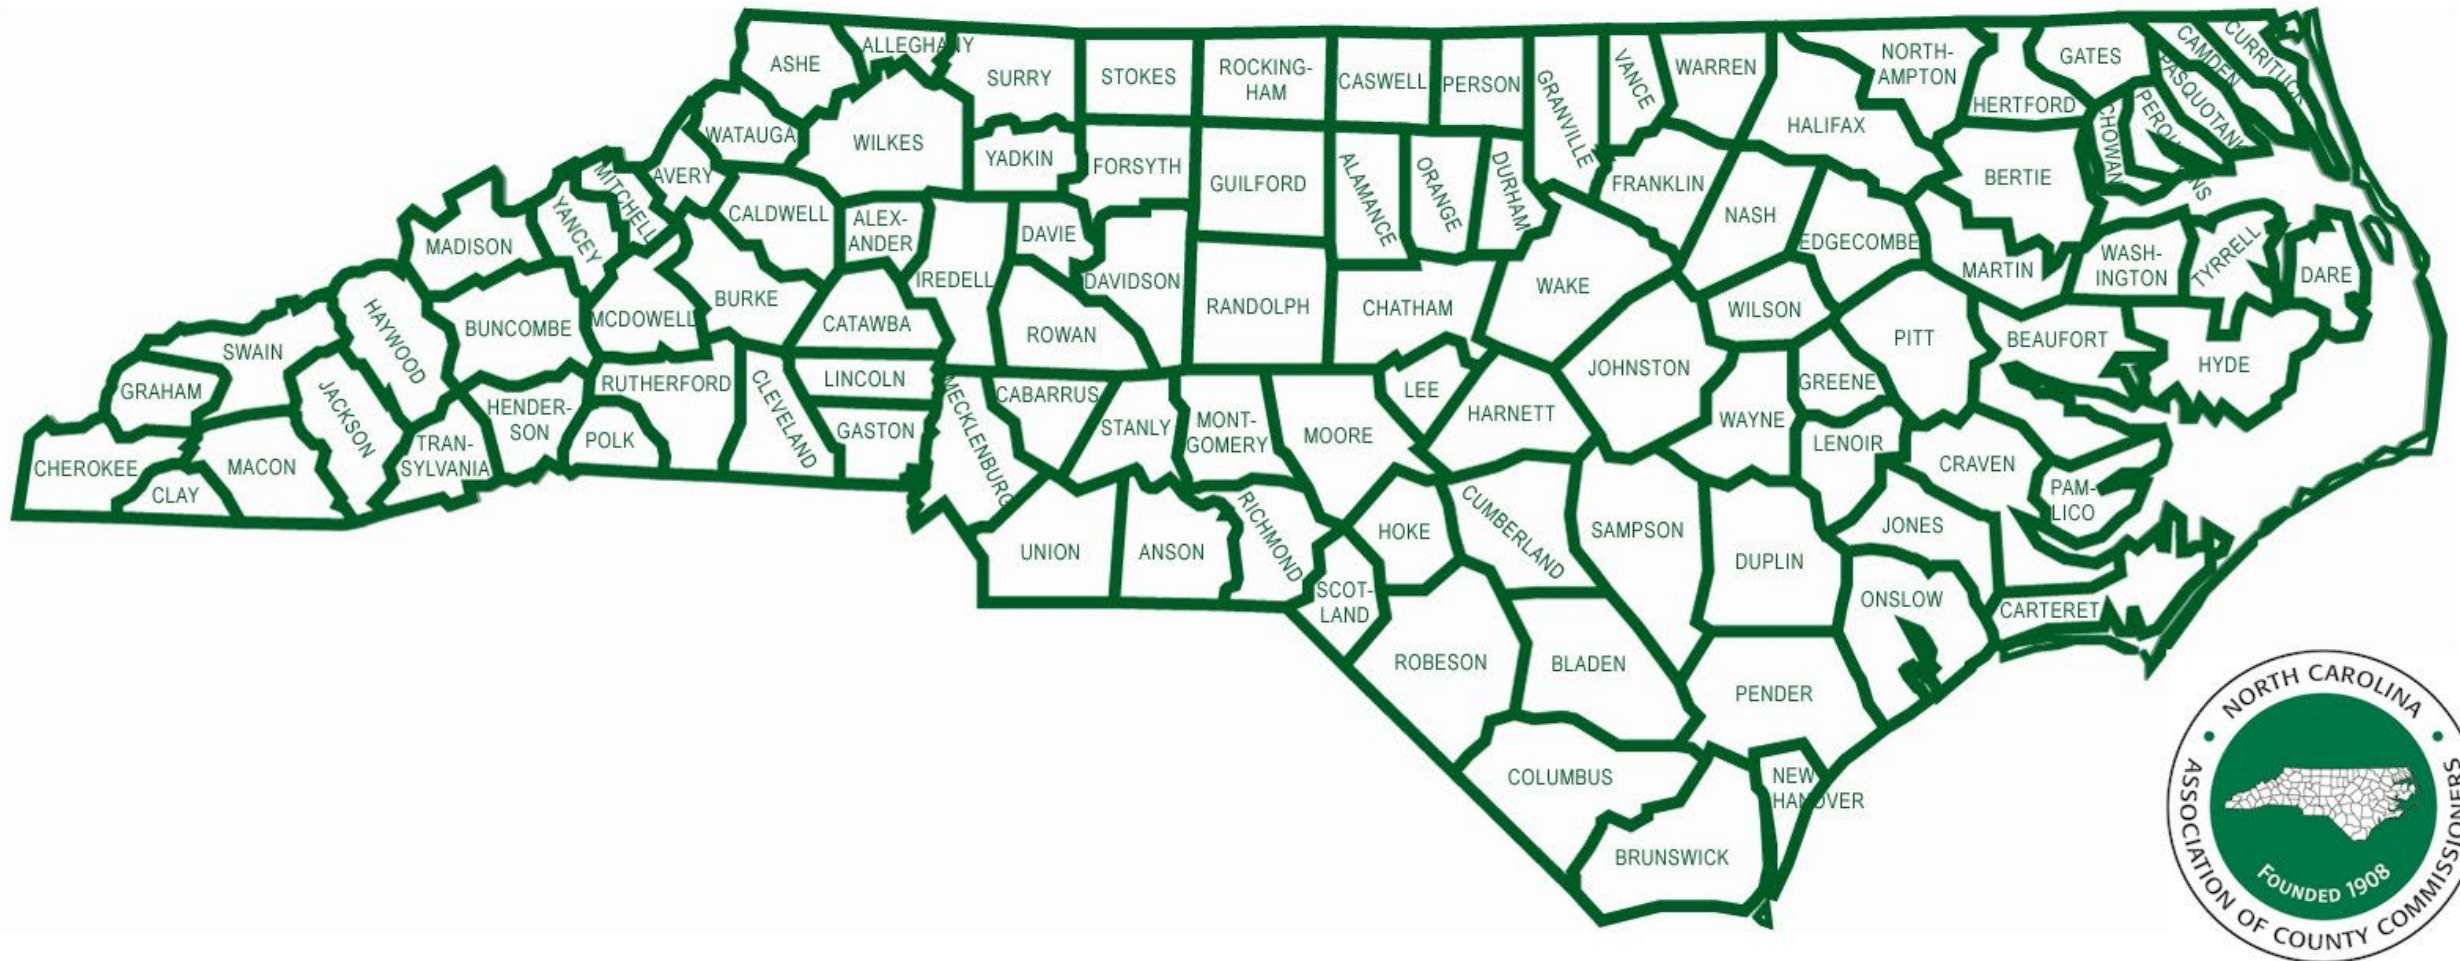 ASHE
ALLEGHANY
SURRY
STOKES
ROCKING-
HAM
CASWELL
PERSON
GRANVILLE
VANCE
WARREN
NORTH-
AMPTON
HERTFORD
GATES
CAMDEN
CURRITUCK
PASQUOTANK
PERQUIMANS
CHOWAN
WATAUGA
WILKES
YADKIN
FORSYTH
GUILFORD
ALAMANCE
ORANGE
DURHAM
FRANKLIN
HALIFAX
BERTIE
AVERY
MITCHELL
YANCEY
MADISON
CALDWELL
ALEX-
ANDER
IREDELL
DAVIE
DAVIDSON
RANDOLPH
CHATHAM
WAKE
NASH
EDGECOMBE
MARTIN
WASH-
INGTON
TYRRELL
DARE
HAYWOOD
BUNCOMBE
MCDOWELL
BURKE
CATAWBA
ROWAN
WILSON
PITT
BEAUFORT
HYDE
SWAIN
GRAHAM
JACKSON
HENDER-
SON
RUTHERFORD
POLK
CLEVELAND
LINCOLN
GASTON
MECKLENBURG
CABARRUS
STANLY
MONT-
GOMERY
MOORE
LEE
HARNETT
JOHNSTON
WAYNE
GREENE
LENOIR
CRAVEN
PAM-
LICO
CHEROKEE
CLAY
MACON
TRAN-
SYLVANIA
UNION
ANSON
RICHMOND
SCOT-
LAND
HOKE
CUMBERLAND
SAMPSON
DUPLIN
JONES
ONSLOW
CARTERET
ROBESON
BLADEN
PENDER
COLUMBUS
BRUNSWICK
NEW
HANOVER
NORTH CAROLINA
ASSOCIATION OF COUNTY COMMISSIONERS
FOUNDED 1908